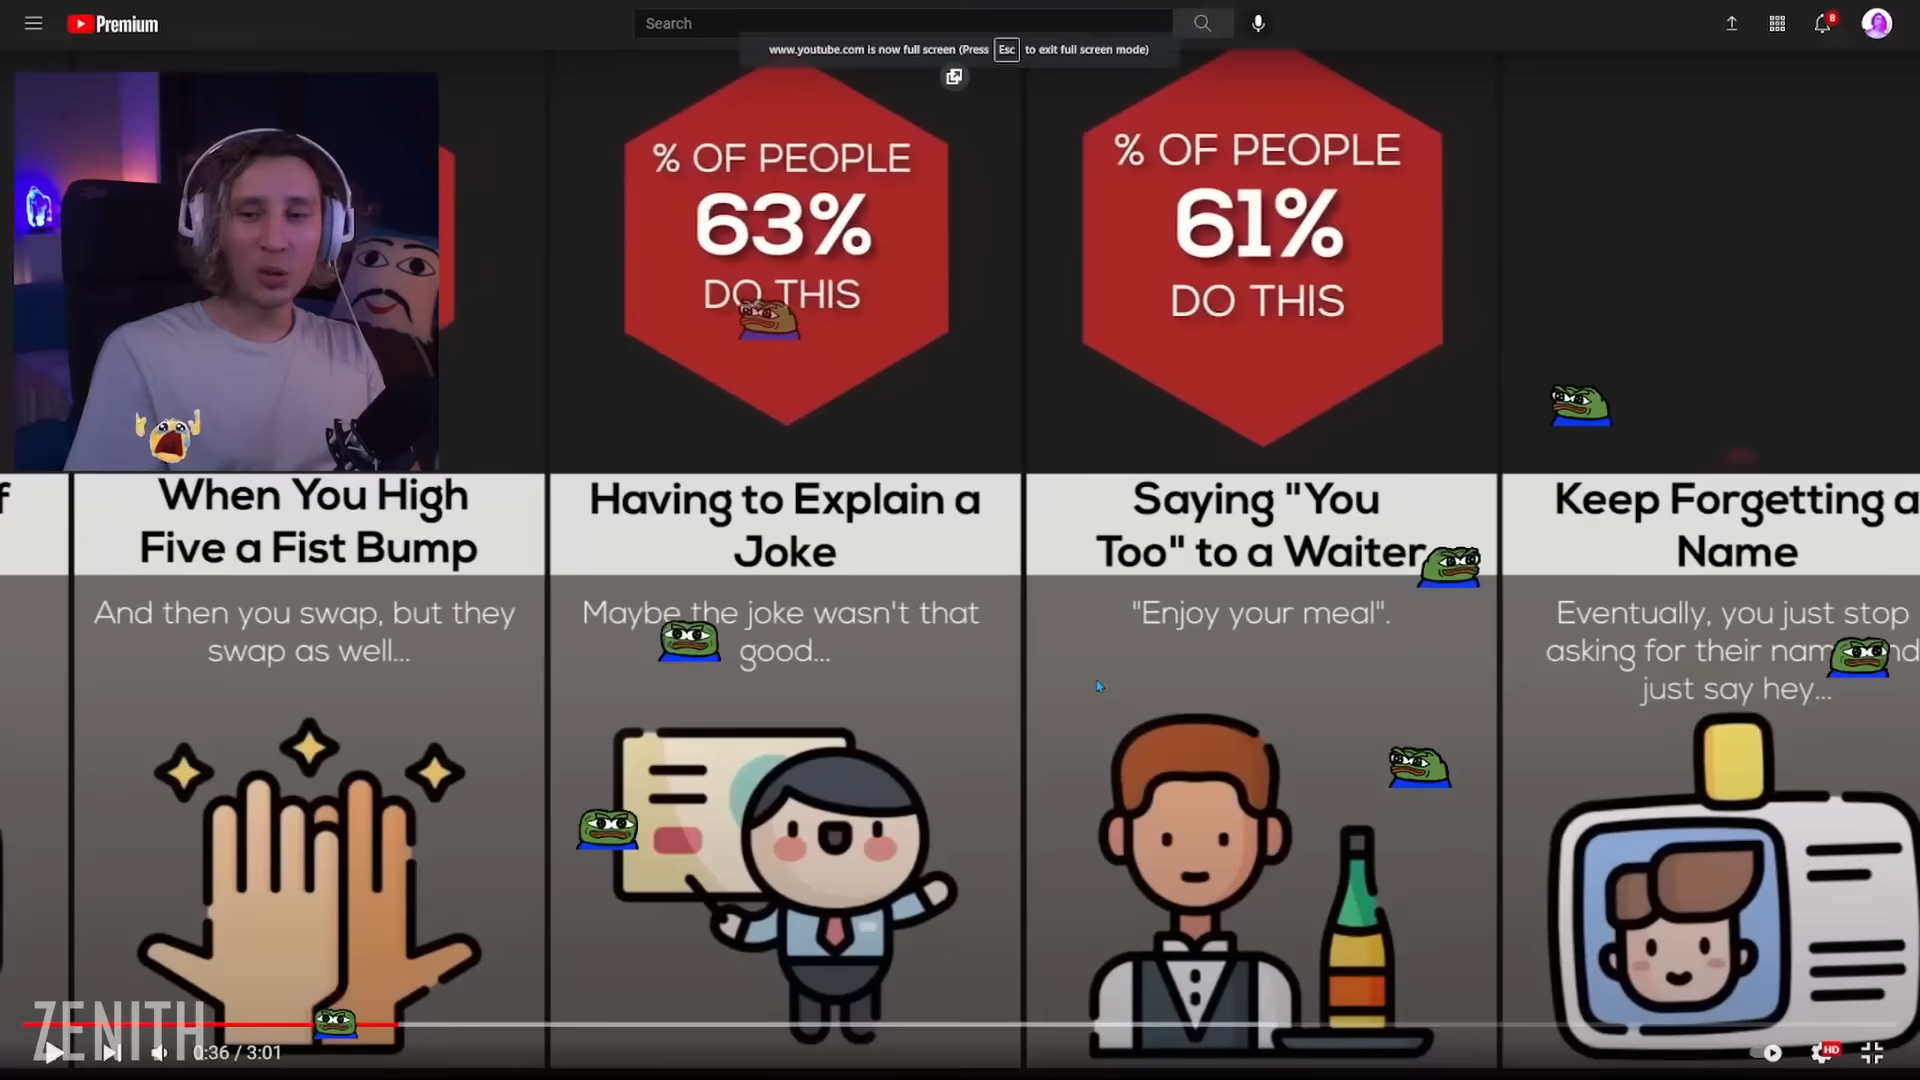 Premium
Search
8
www.youtube.com is now full screen (Press Esc to exit full screen mode)
% OF PEOPLE
63%
DO THIS
% OF PEOPLE
61%
DO THIS
f
When You High
Five a Fist Bump
And then you swap, but they
swap as well...
Having to Explain a
Joke
Maybe the joke wasn't that
good...
Saying "You
Too" to a Waiter
"Enjoy your meal".
Keep Forgetting a
Name
Eventually, you just stop
asking for their name and
just say hey...
ZENITH
0:36 / 3:01
HD